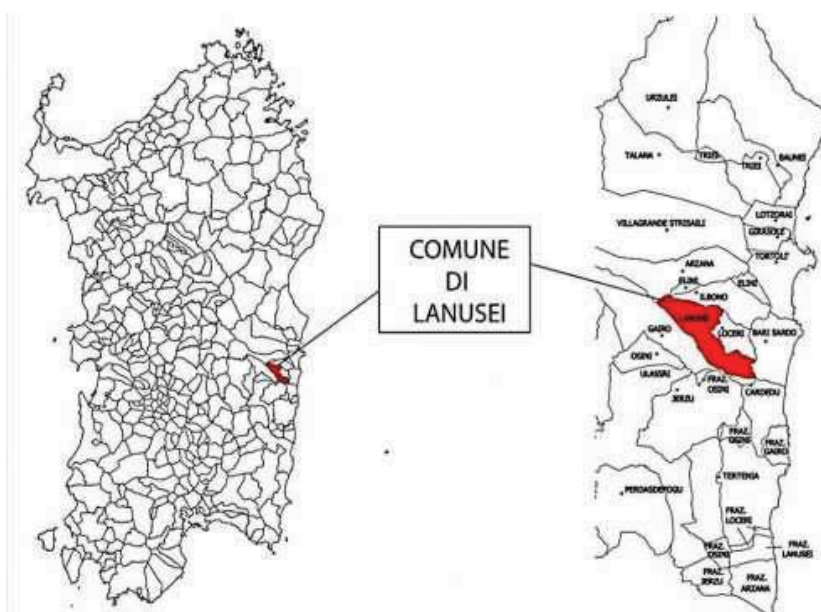 COMUNE
DI
LANUSEI
URZULEI
TALANA
TRIEI
TRIEI
BAUNEI
LOTZORAI
GIRASOLE
VILLAGRANDE STRISAILI
TORTOLI'
ARZANA
ELINI
ELINI
ILBONO
LOCERI
BARI SARDO
GAIRO
OSINI
ULASSAI
FRAZ.
OSINI
JERZU
CARDEDU
FRAZ.
OSINI
FRAZ.
GAIRO
TERTENIA
PERDASDEFOGU
FRAZ.
LOCERI
FRAZ.
LANUSEI
FRAZ.
OSINI
FRAZ.
JERZU
FRAZ.
ARZANA